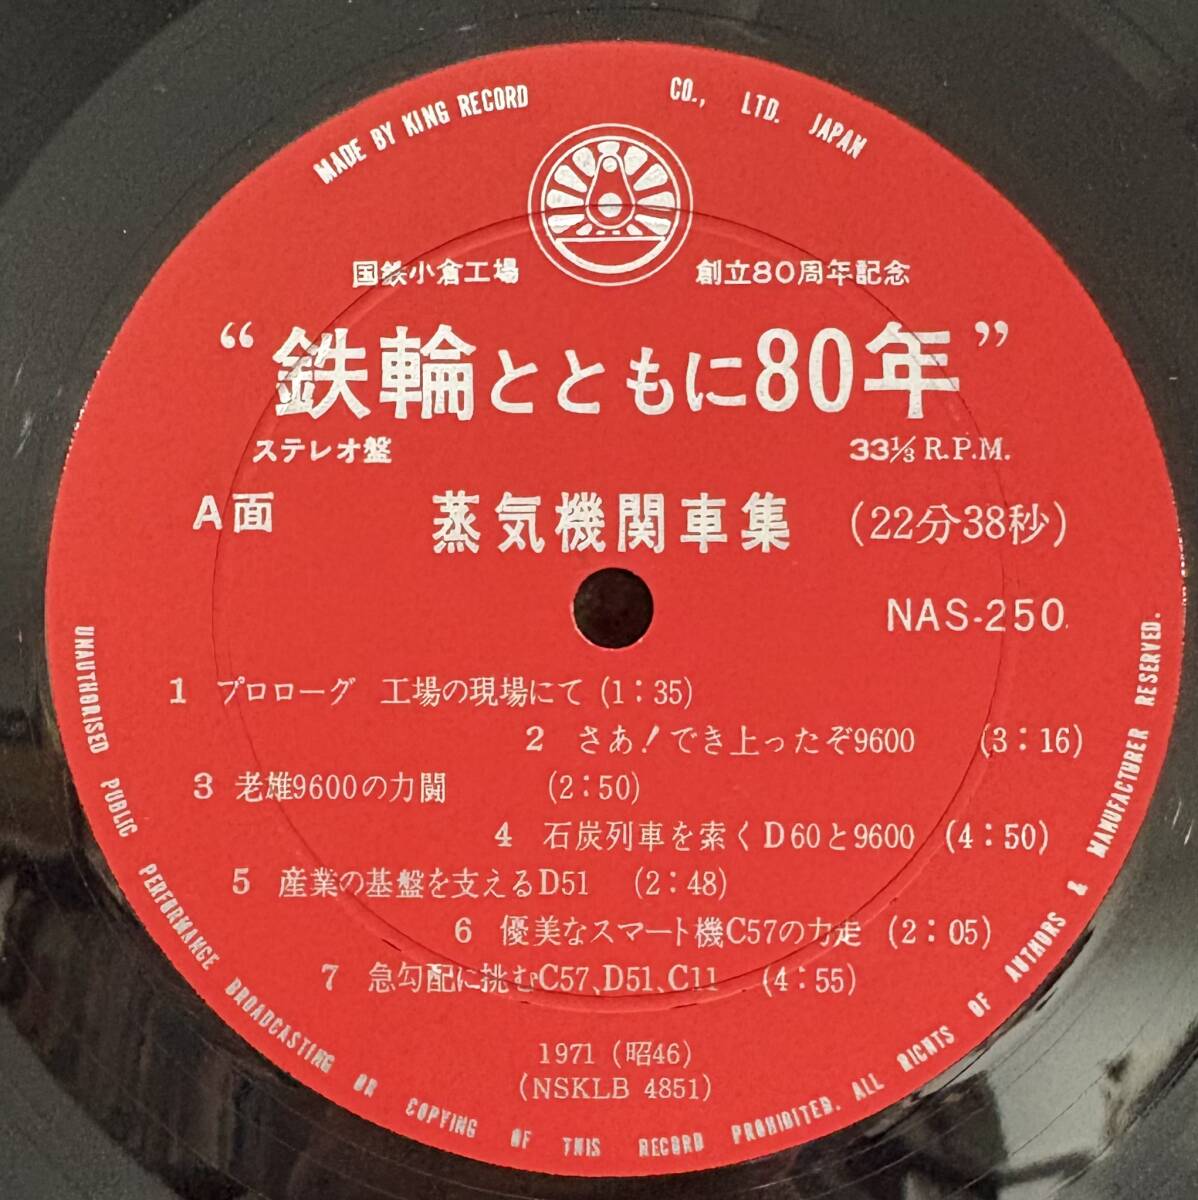 MADE BY KING RECORD CO., LTD. JAPAN
国鉄小倉工場 創立80周年記念
“鉄輪とともに80年”
ステレオ盤 33⅓ R.P.M.
A面 蒸気機関車集 (22分38秒)
NAS-250
1 プロローグ 工場の現場にて (1:35)
2 さあ!でき上ったぞ9600 (3:16)
3 老雄9600の力闘 (2:50)
4 石炭列車を索くD60と9600 (4:50)
5 産業の基盤を支えるD51 (2:48)
6 優美なスマート機C57の力走 (2:05)
7 急勾配に挑むC57、D51、C11 (4:55)
1971 (昭46)
(NSKLB 4851)
UNAUTHORISED PUBLIC PERFORMANCE BROADCASTING OR COPYING OF THIS RECORD PROHIBITED. ALL RIGHTS OF AUTHORS & MANUFACTURER RESERVED.